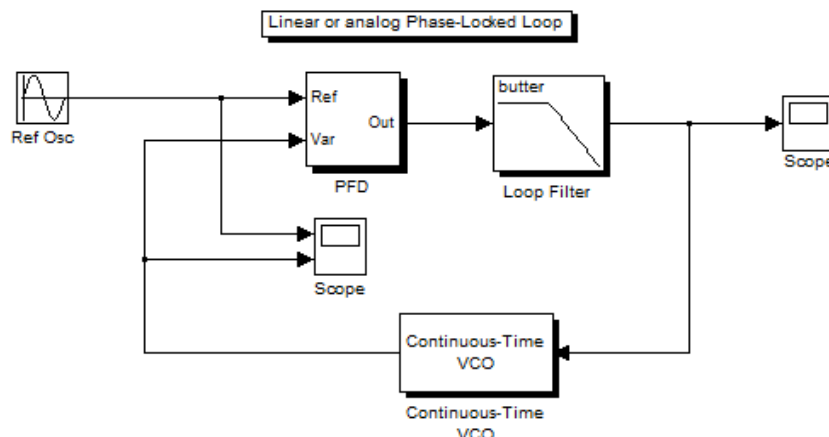 Linear or analog Phase-Locked Loop
Ref Osc
Ref
Var
Out
PFD
butter
Loop Filter
Scope
Scope
Continuous-Time
VCO
Continuous-Time
VCO